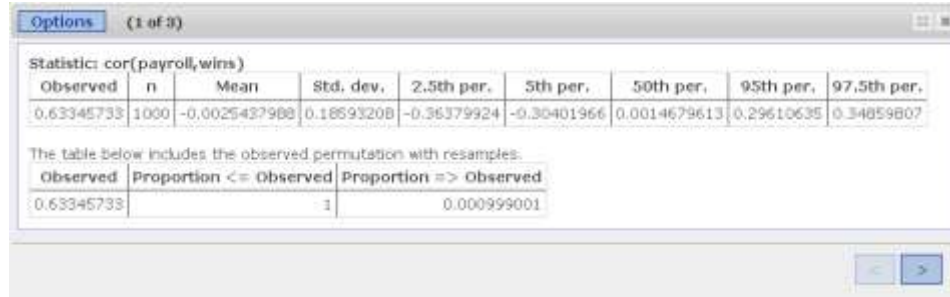 Options (1 of 3)
Statistic: cor(payroll,wins)
Observed n Mean Std. dev. 2.5th per. 5th per. 50th per. 95th per. 97.5th per.
0.63345733 1000 -0.0025437988 0.18593208 -0.36379924 -0.30401966 0.0014679613 0.29610635 0.34859807
The table below includes the observed permutation with resamples.
Observed Proportion <= Observed Proportion => Observed
0.63345733 1 0.000999001
< >